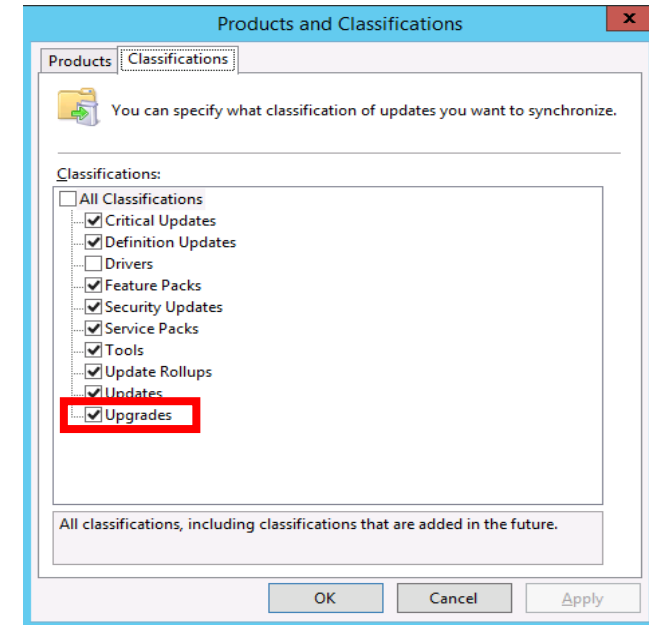 Products and Classifications
x
Products Classifications
You can specify what classification of updates you want to synchronize.
Classifications:
All Classifications
Critical Updates
Definition Updates
Drivers
Feature Packs
Security Updates
Service Packs
Tools
Update Rollups
Updates
Upgrades
All classifications, including classifications that are added in the future.
OK Cancel Apply